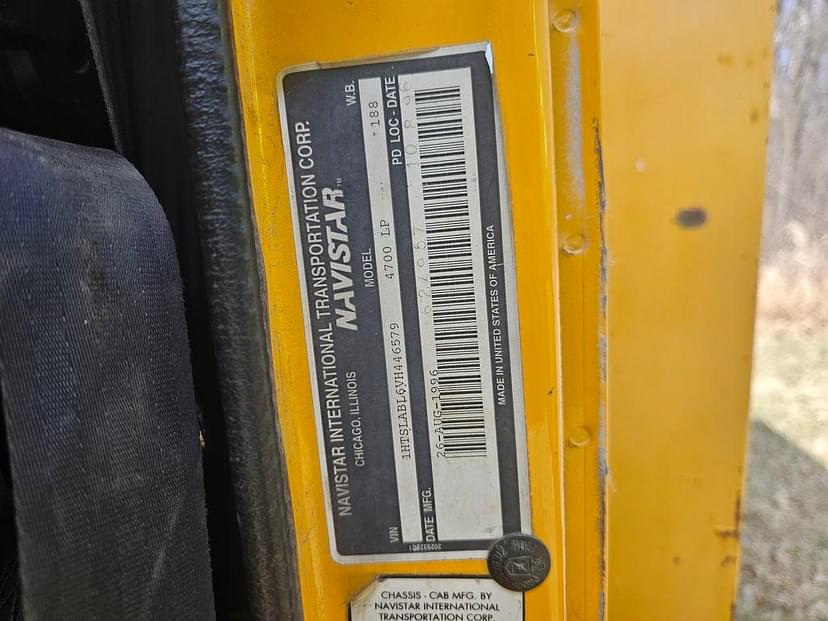 NAVISTAR INTERNATIONAL TRANSPORTATION CORP.
CHICAGO, ILLINOIS
NAVISTAR™
MODEL
W.B.
VIN
1HTSLABL6VH446579
4700 LP
188
DATE MFG.
PD LOC - DATE
26-AUG-1996
MADE IN UNITED STATES OF AMERICA
CHASSIS - CAB MFG. BY
NAVISTAR INTERNATIONAL
TRANSPORTATION CORP.